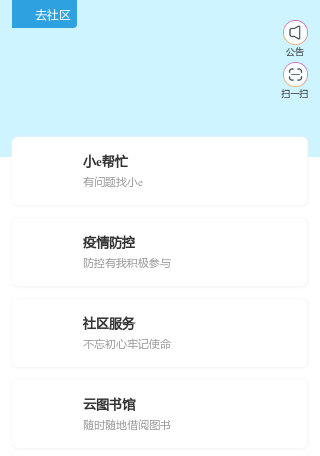 去社区
公告
扫一扫
小e帮忙
有问题找小e
疫情防控
防控有我积极参与
社区服务
不忘初心牢记使命
云图书馆
随时随地借阅图书